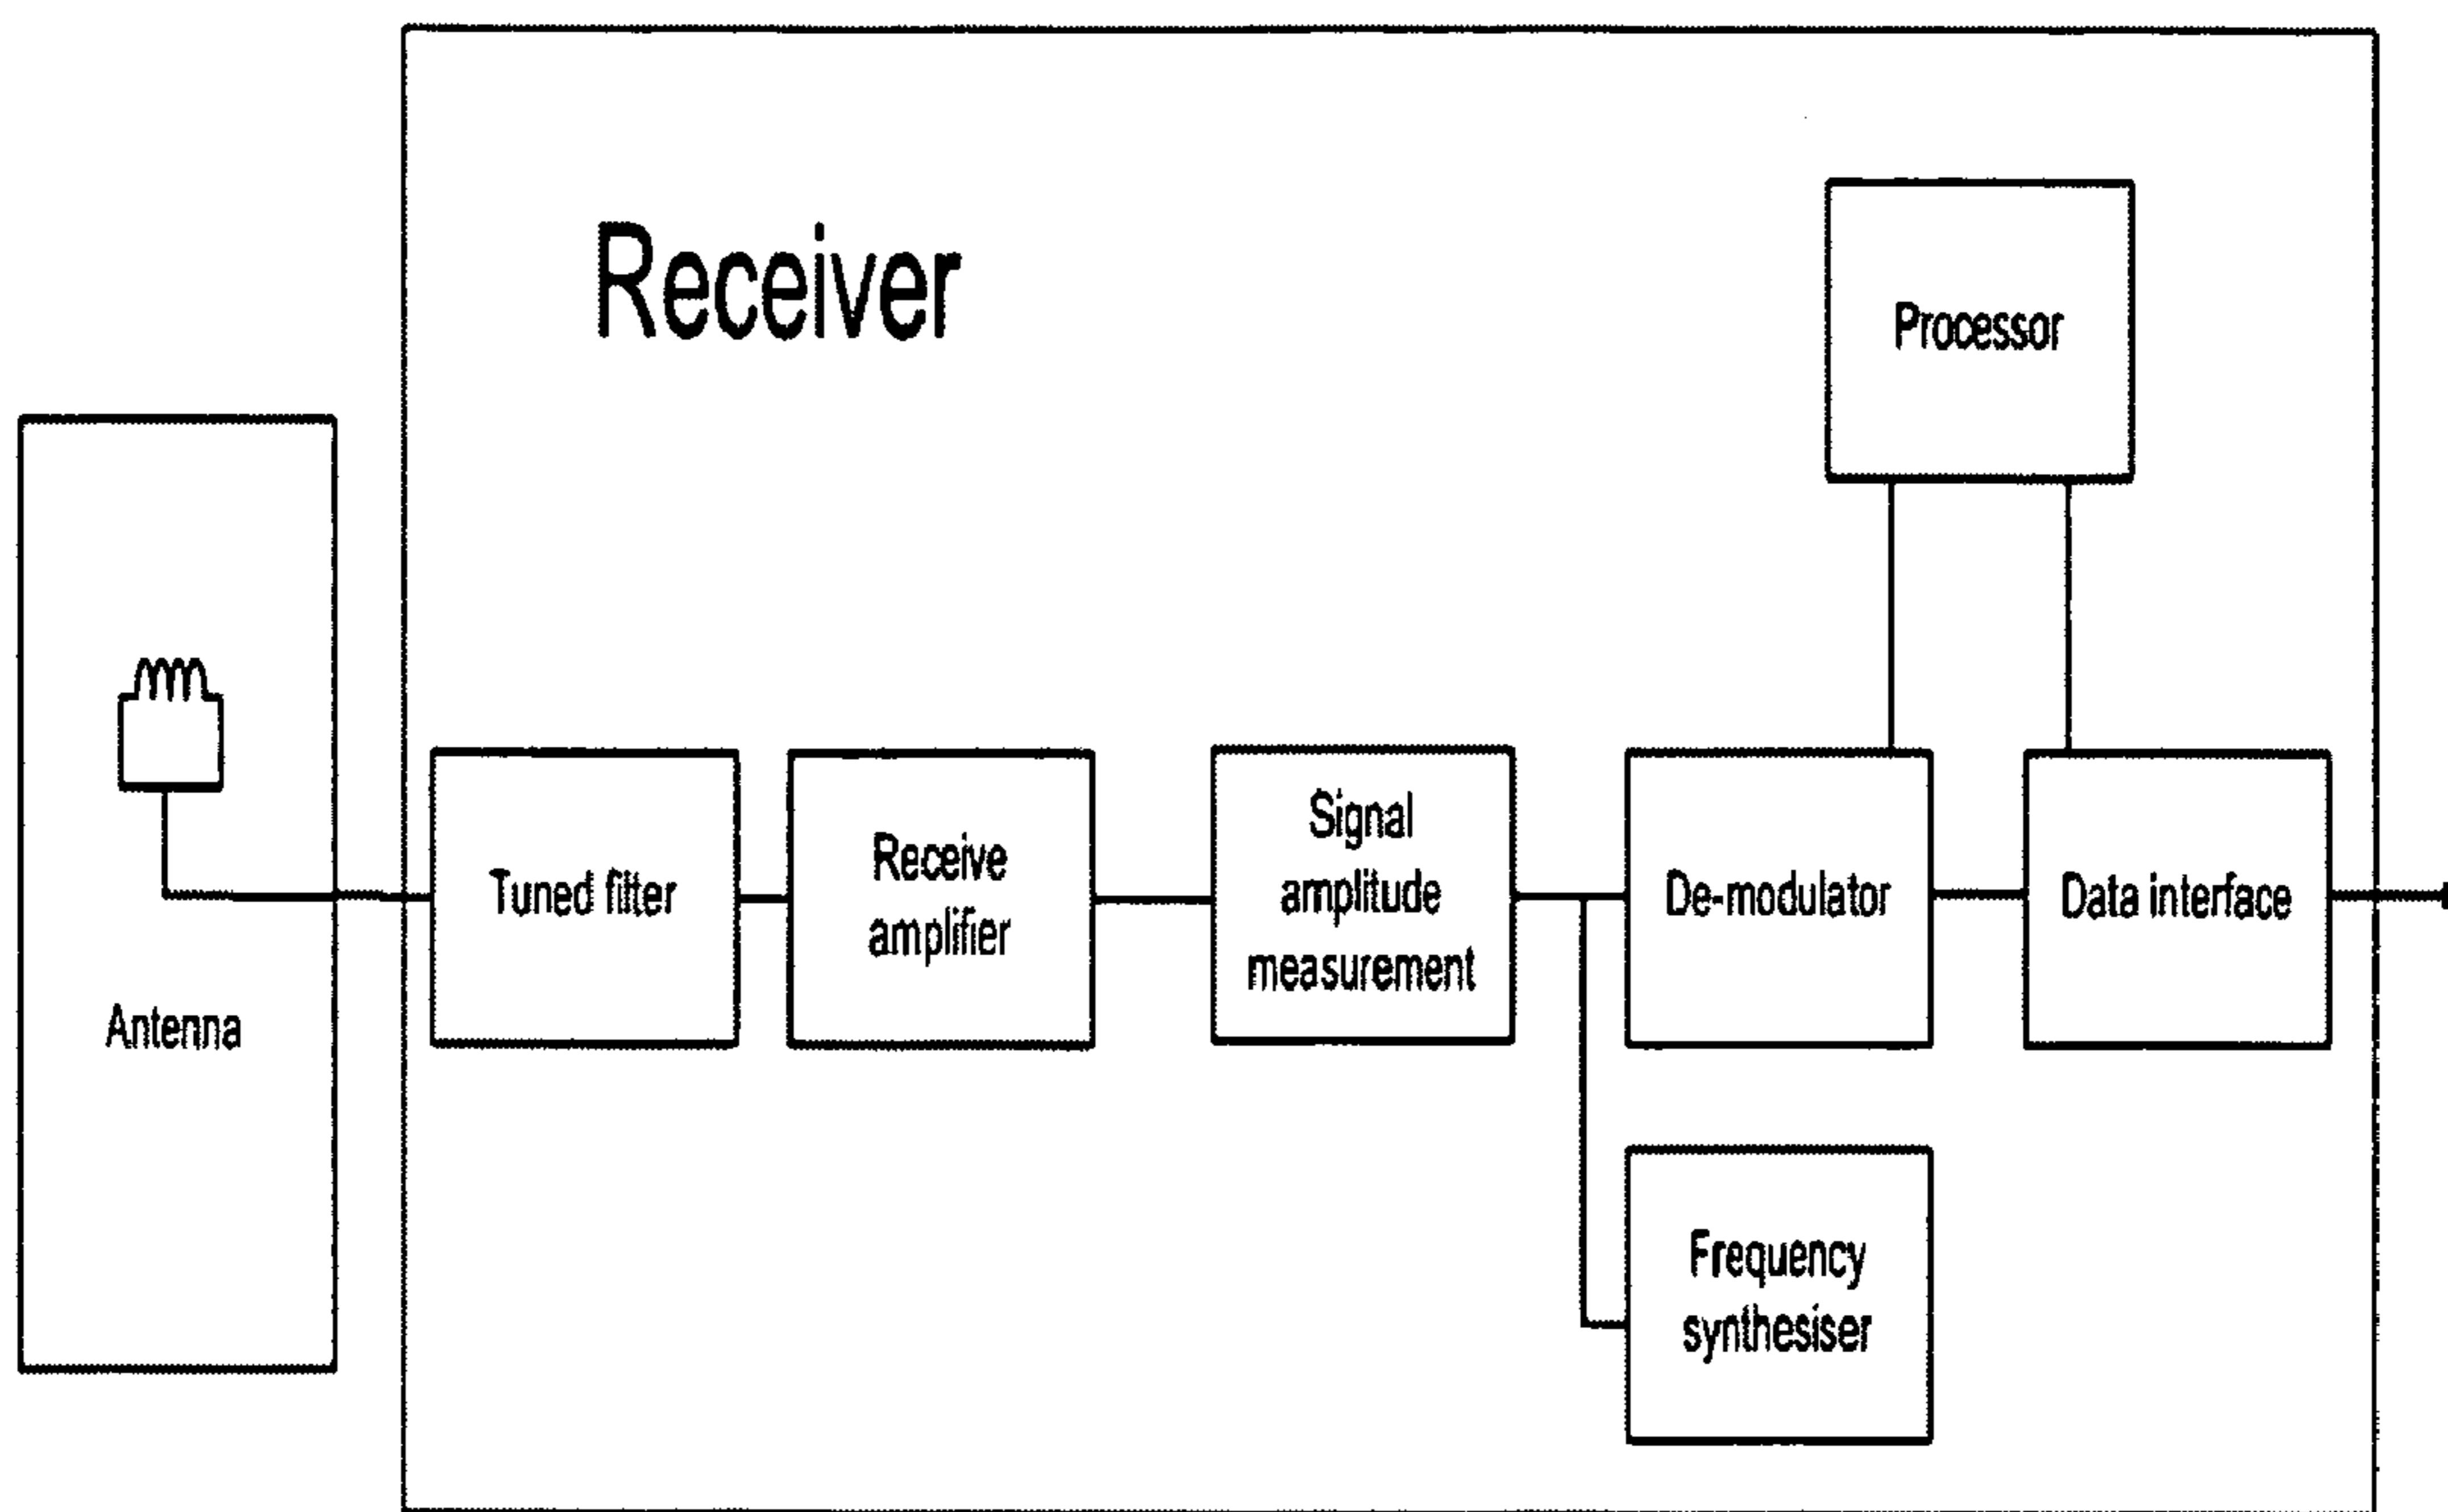 Receiver
Processor
Antenna
Tuned filter
Receive
amplifier
Signal
amplitude
measurement
De-modulator
Data interface
Frequency
synthesiser